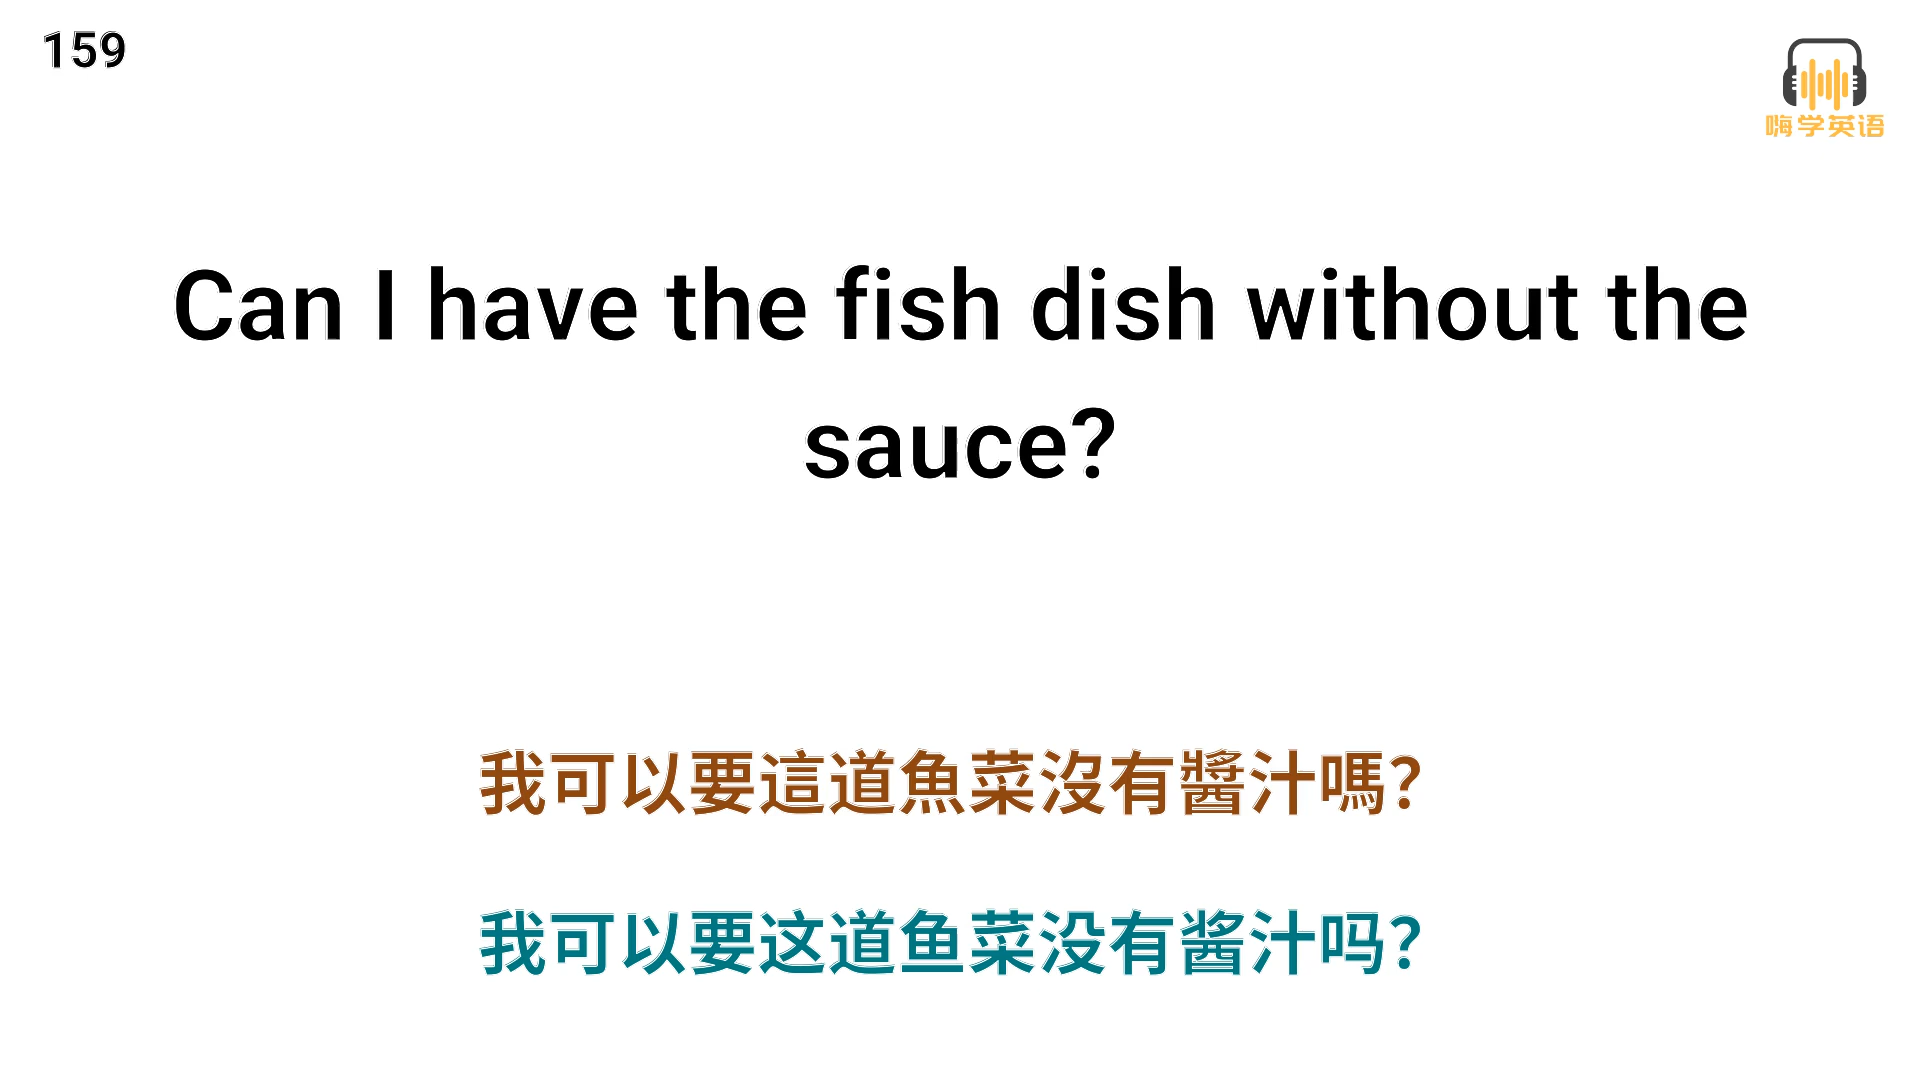 159
嗨学英语
Can I have the fish dish without the
sauce?
我可以要這道魚菜沒有醬汁嗎?
我可以要这道鱼菜没有酱汁吗?